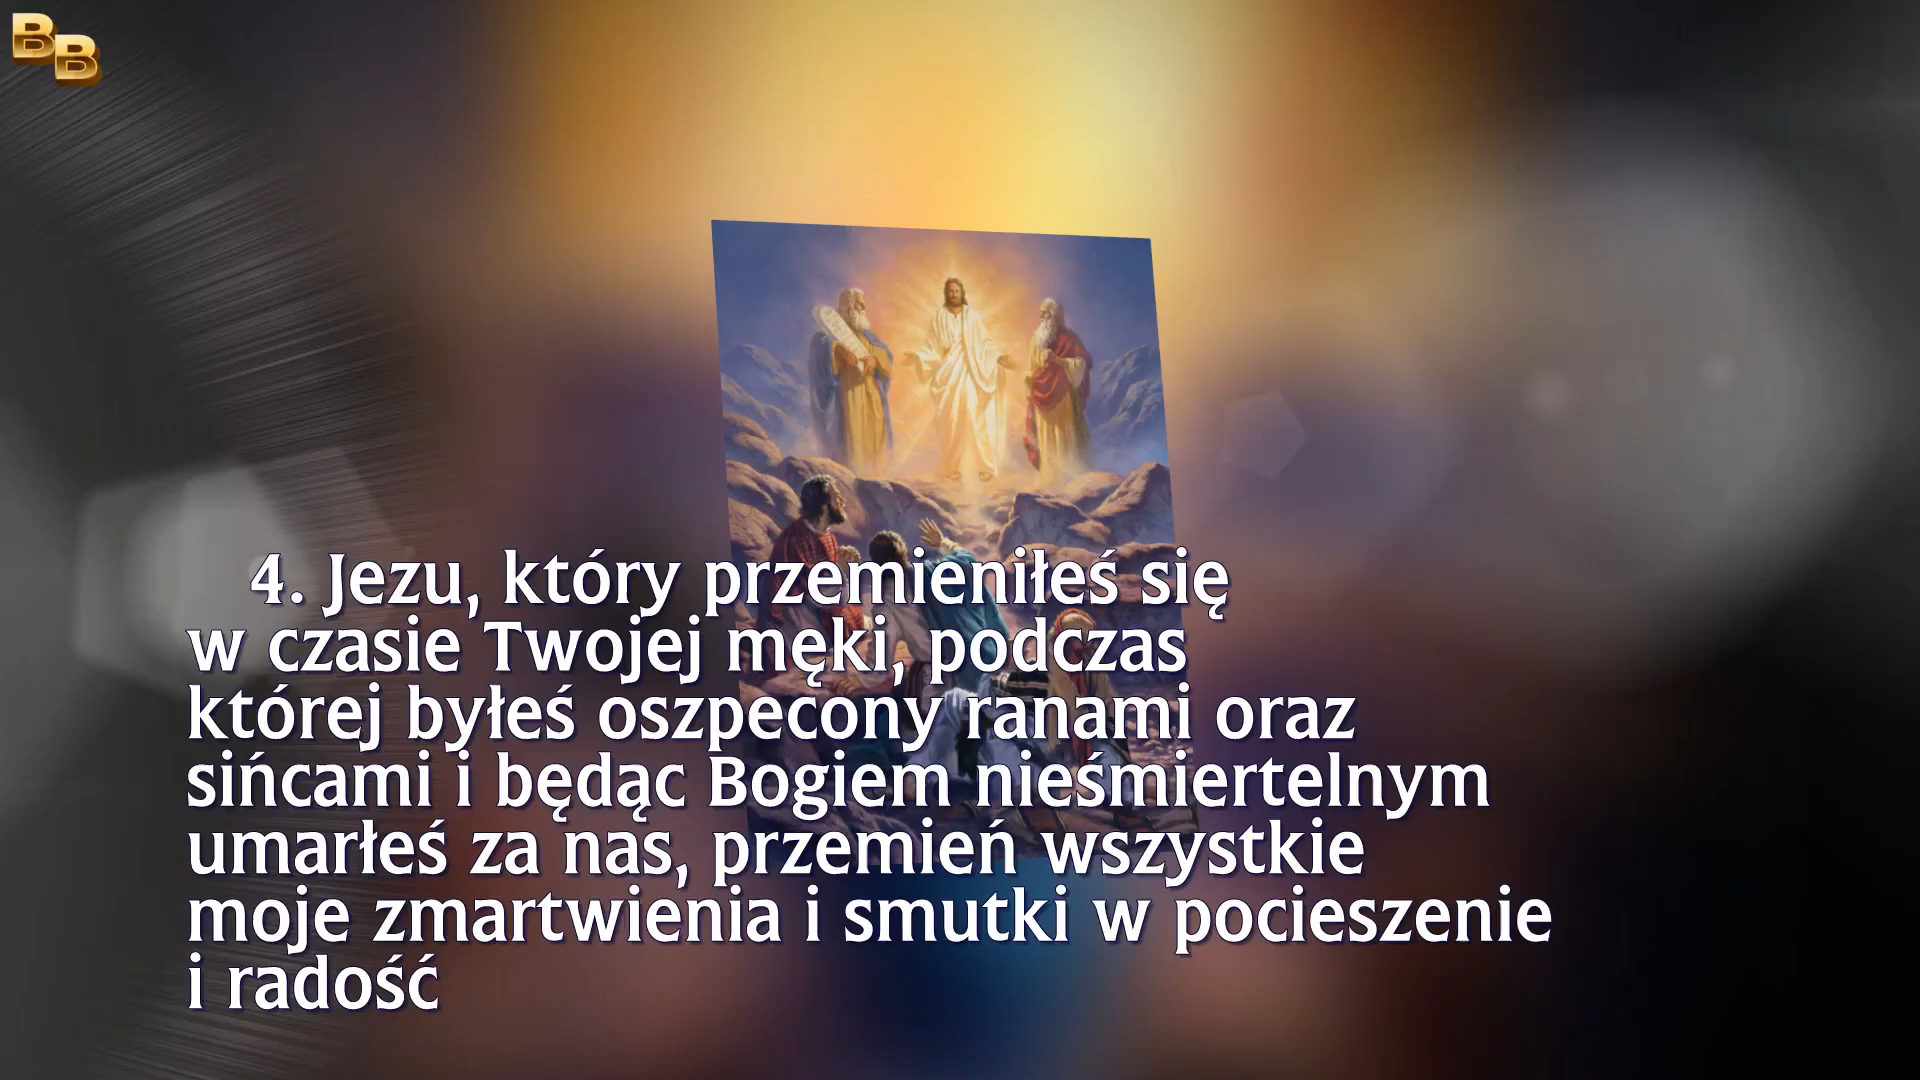 BB
4. Jezu, który przemieniłeś się
w czasie Twojej męki, podczas
której byłeś oszpecony ranami oraz
sińcami i będąc Bogiem nieśmiertelnym
umarłeś za nas, przemień wszystkie
moje zmartwienia i smutki w pocieszenie
i radość